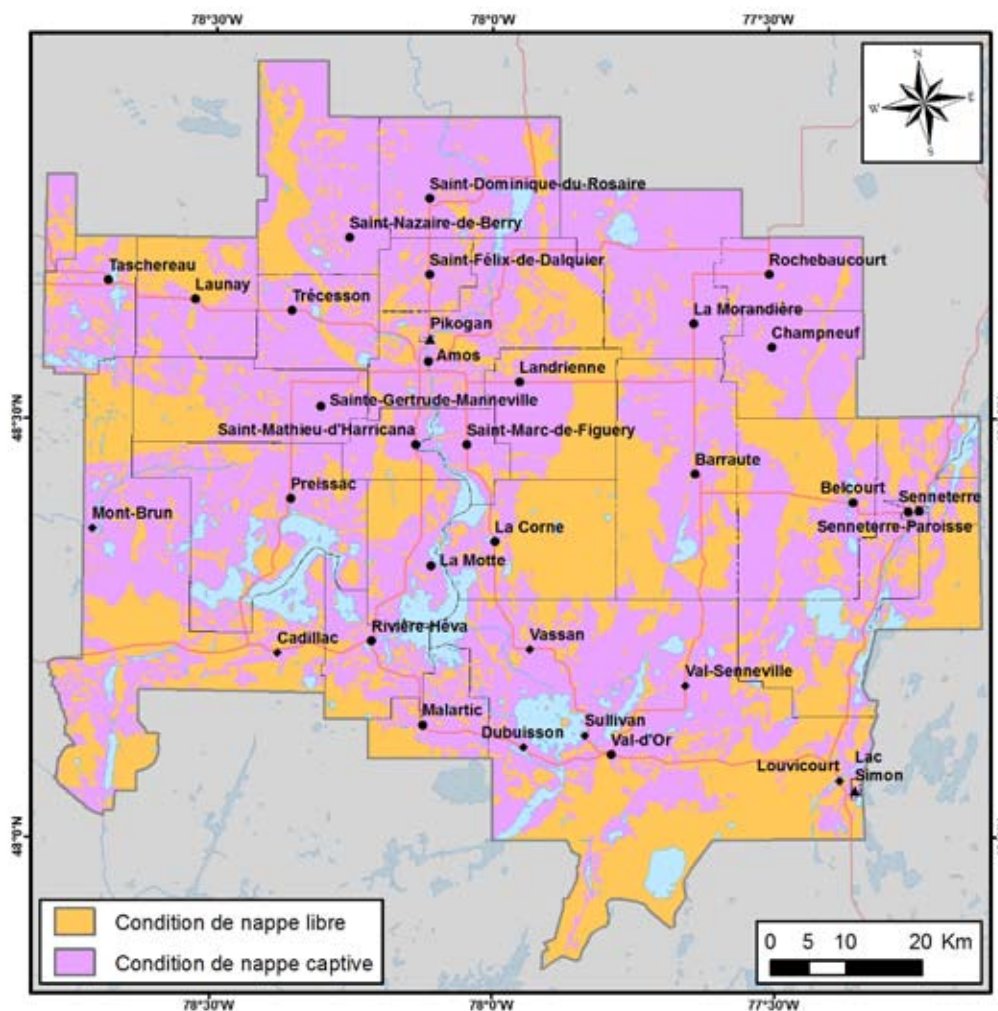 78°30'W
78°0'W
77°30'W
N
W
E
S
Saint-Dominique-du-Rosaire
Saint-Nazaire-de-Berry
Saint-Félix-de-Dalquier
Rochebaucourt
Taschereau
Launay
Trécesson
La Morandière
Pikogan
Champneuf
Amos
Landrienne
Sainte-Gertrude-Manneville
48°30'N
Saint-Mathieu-d'Harricana
Saint-Marc-de-Figuery
Barraute
Preissac
Belcourt
Senneterre
Mont-Brun
Senneterre-Paroisse
La Corne
La Motte
Rivière-Héva
Cadillac
Vassan
Val-Senneville
Malartic
Dubuisson
Sullivan
Val-d'Or
Louvicourt
Lac
Simon
48°0'N
Condition de nappe libre
Condition de nappe captive
0 5 10 20 Km
78°30'W
78°0'W
77°30'W